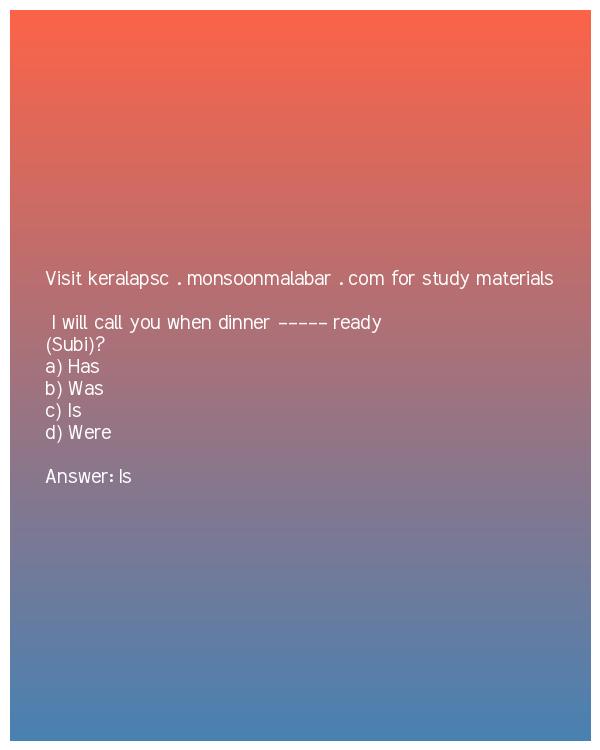 Visit keralapsc . monsoonmalabar . com for study materials
I will call you when dinner ----- ready
(Subi)?
a) Has
b) Was
c) Is
d) Were
Answer: Is